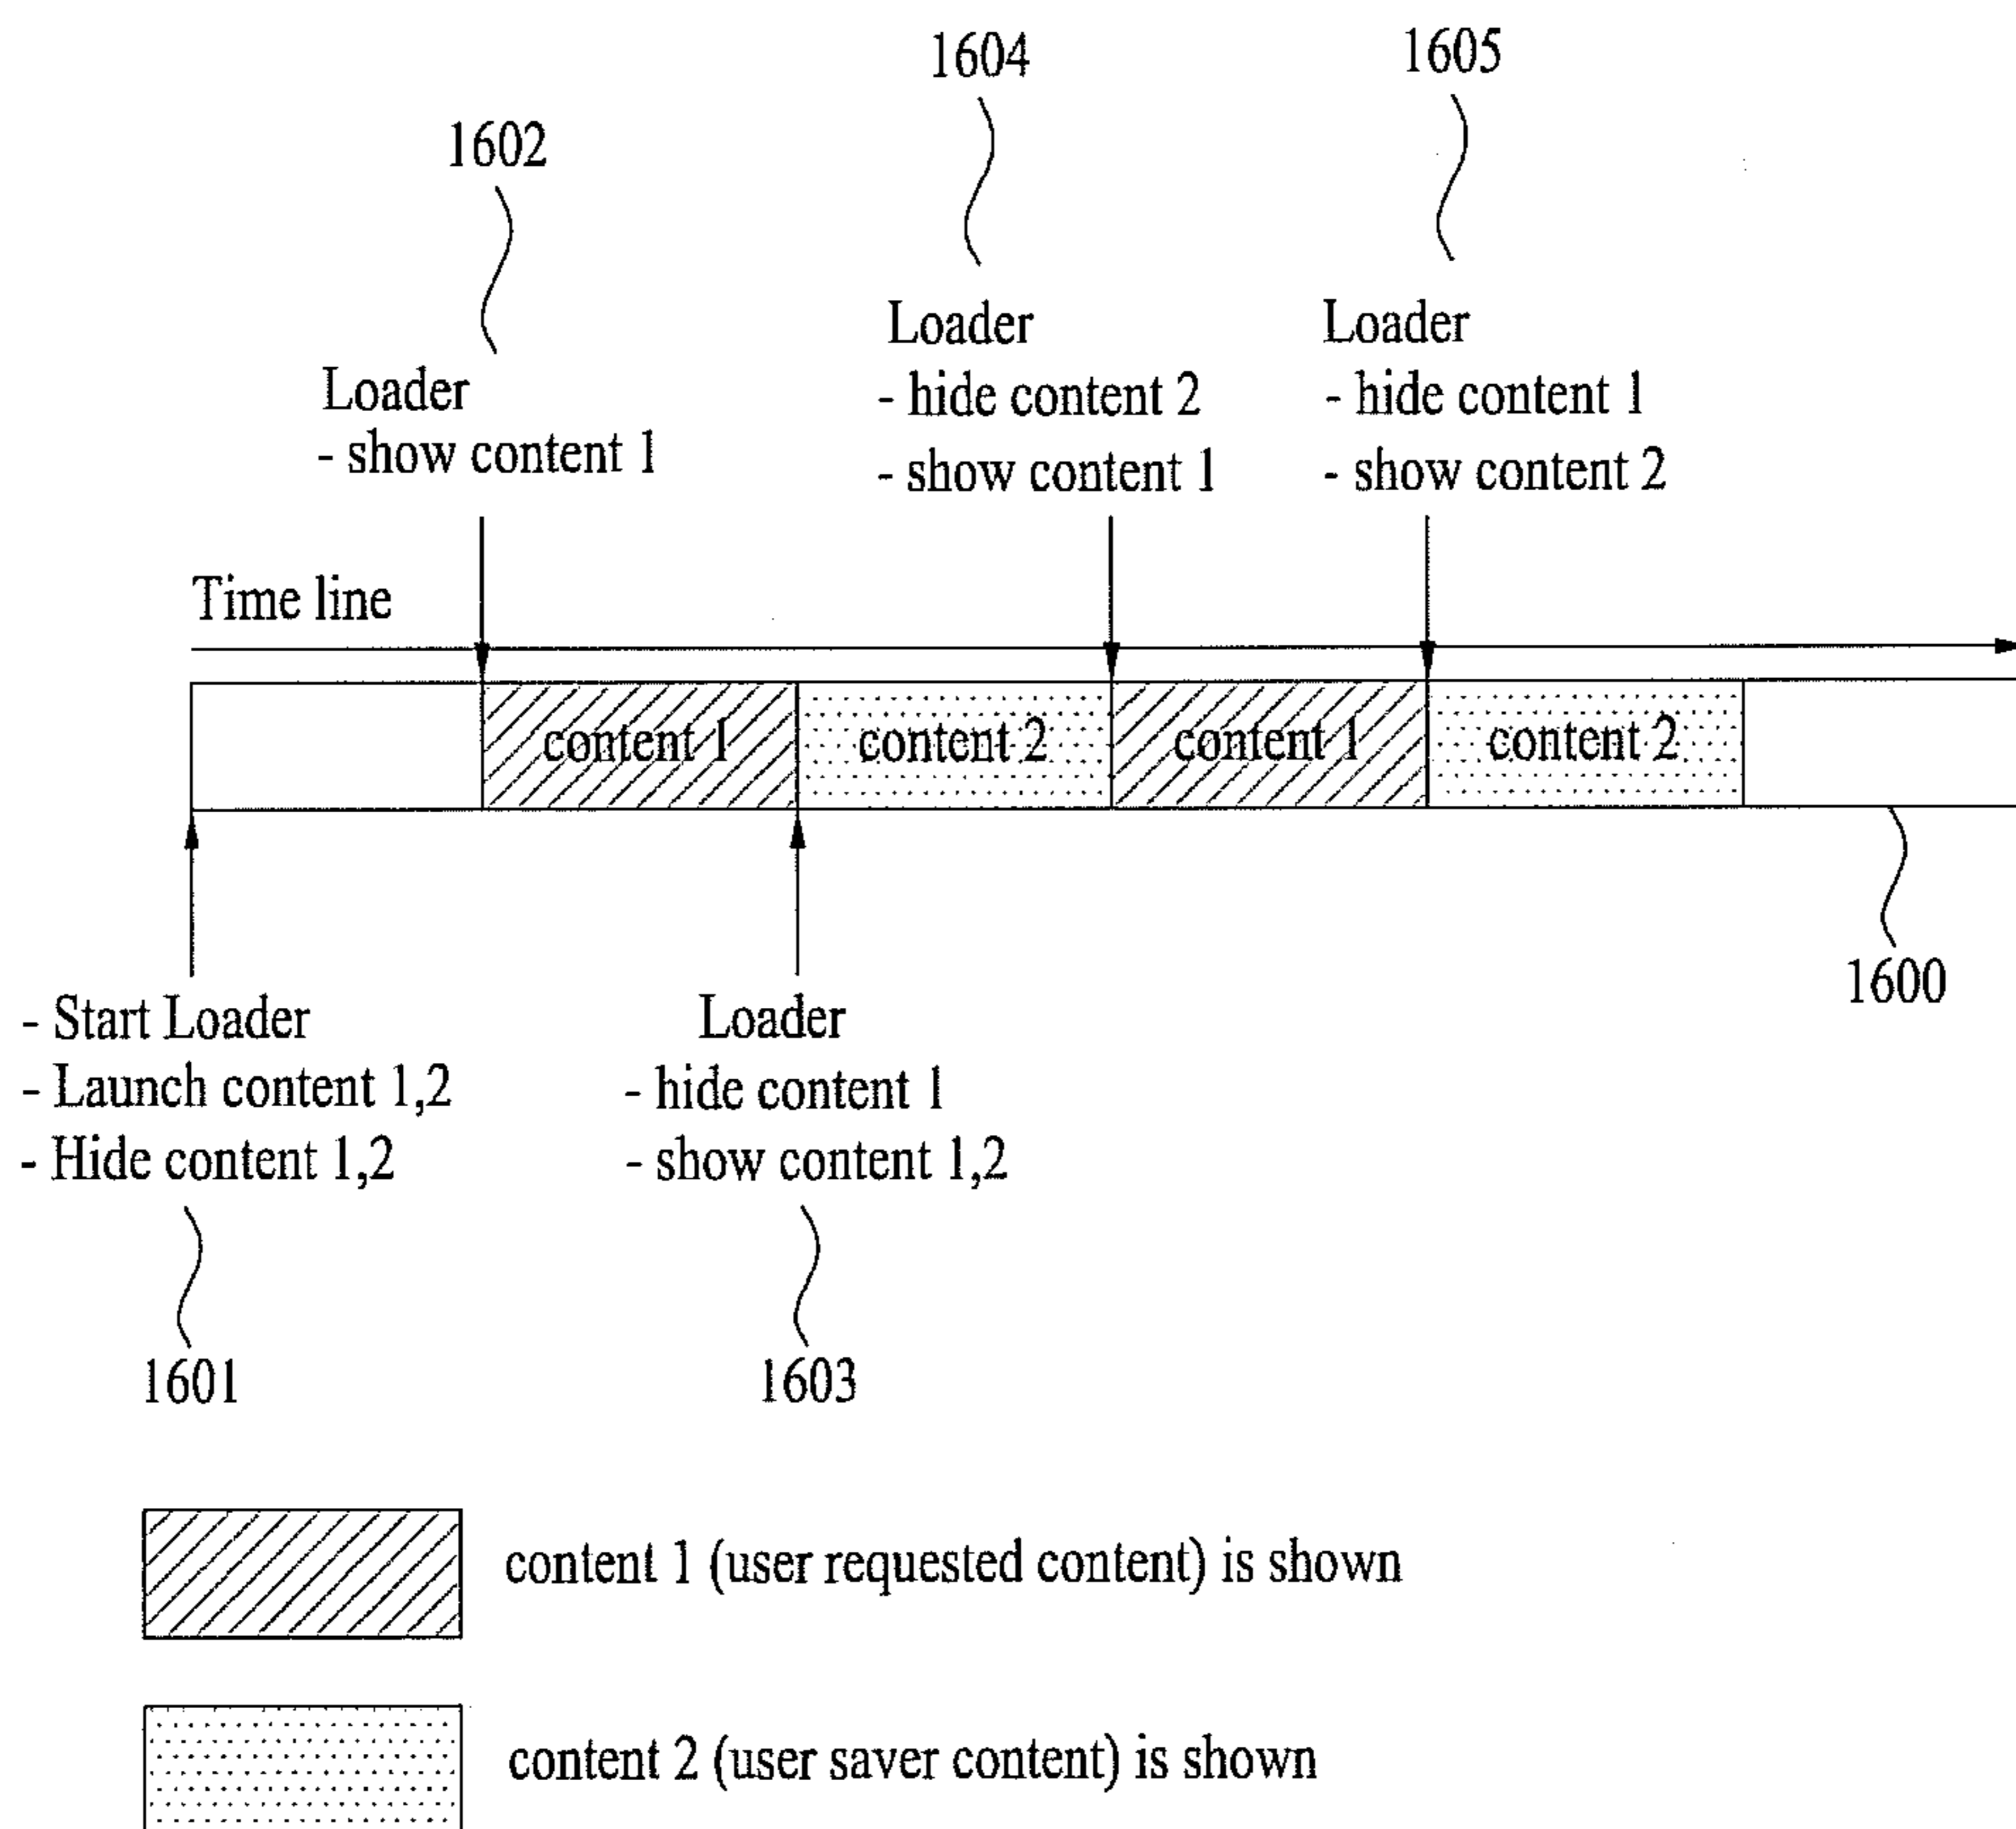 1604
1605
1602
Loader
- hide content 2
- show content 1
Loader
- hide content 1
- show content 2
Loader
- show content 1
Time line
content 1
content 2
content 1
content 2
1600
- Start Loader
- Launch content 1,2
- Hide content 1,2
Loader
- hide content 1
- show content 1,2
1601
1603
content 1 (user requested content) is shown
content 2 (user saver content) is shown